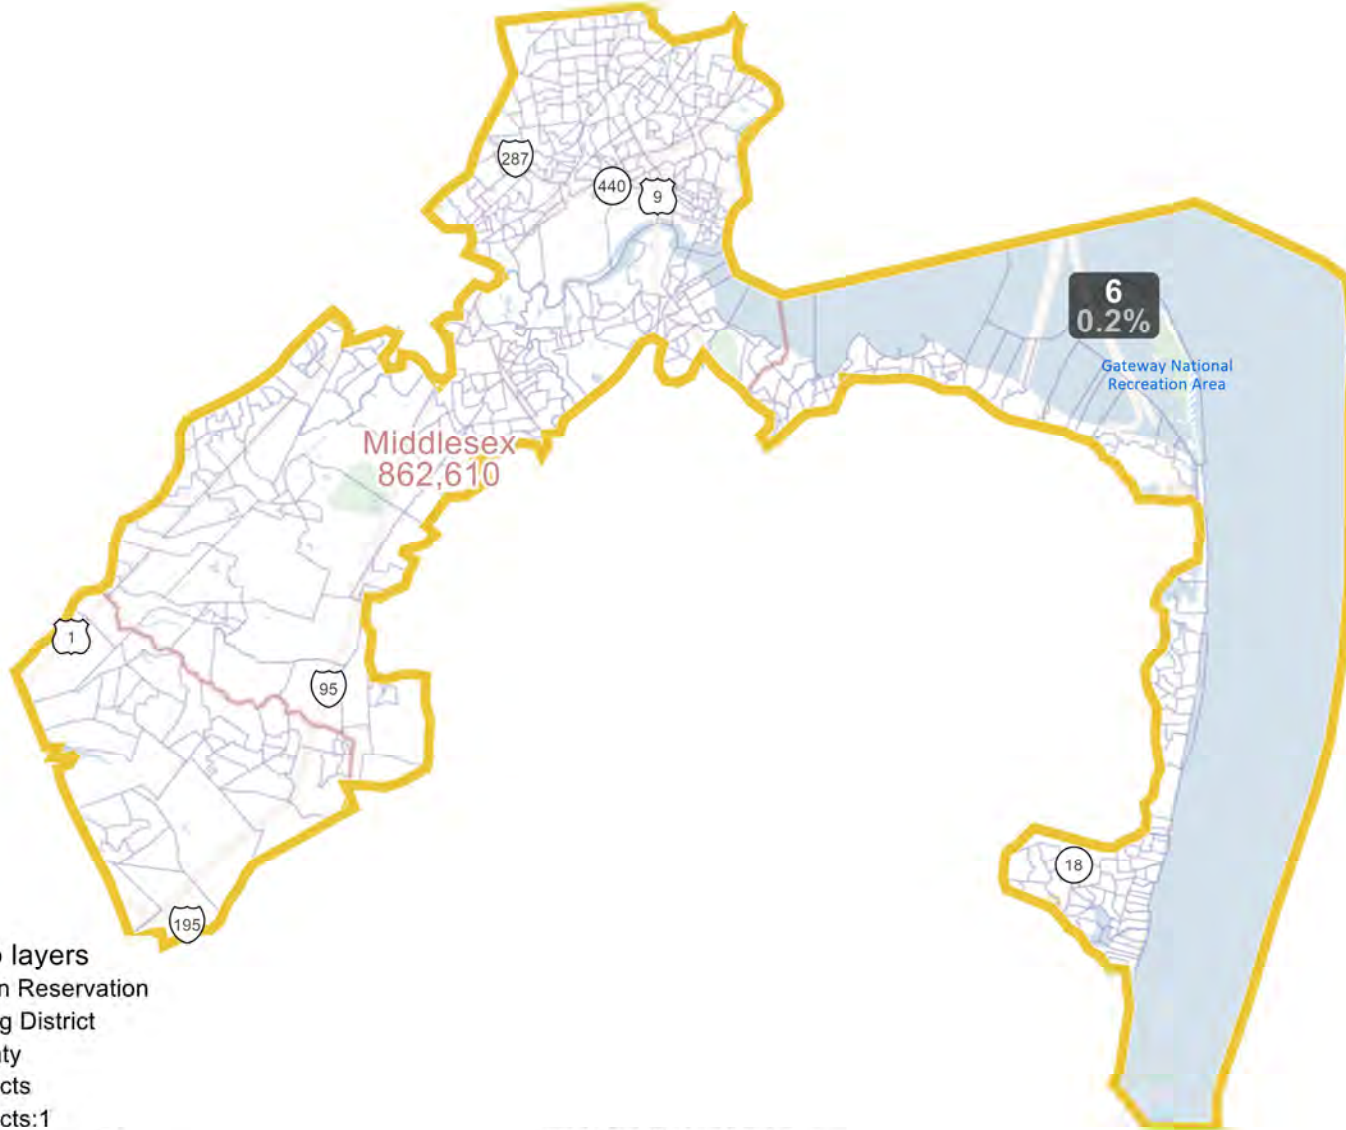 287
440
9
6
0.2%
Gateway National
Recreation Area
Middlesex
862,610
1
95
18
195
layers
n Reservation
g District
ty
cts
cts:1